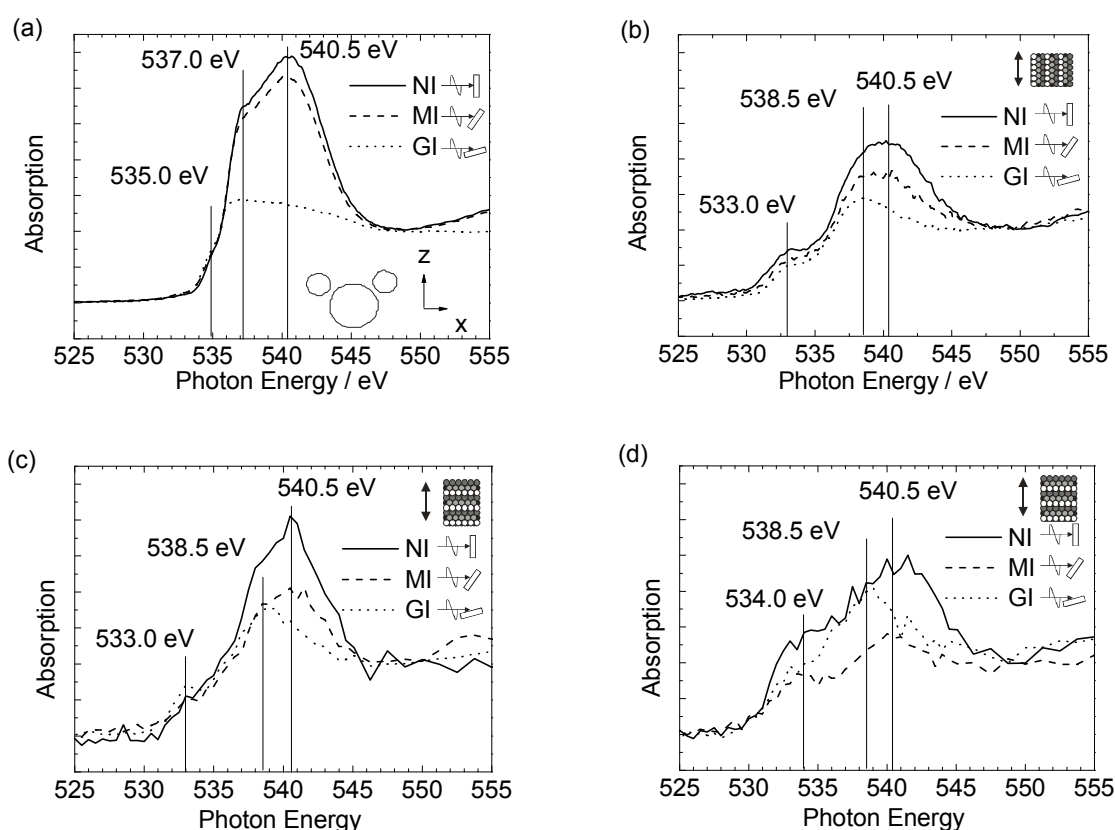 (a)
537.0 eV
540.5 eV
NI
MI
GI
535.0 eV
Absorption
z
x
525 530 535 540 545 550 555
Photon Energy / eV
(b)
538.5 eV
540.5 eV
NI
MI
GI
533.0 eV
Absorption
525 530 535 540 545 550 555
Photon Energy / eV
(c)
540.5 eV
538.5 eV
NI
MI
GI
533.0 eV
Absorption
525 530 535 540 545 550 555
Photon Energy
(d)
540.5 eV
538.5 eV
NI
MI
GI
534.0 eV
Absorption
525 530 535 540 545 550 555
Photon Energy